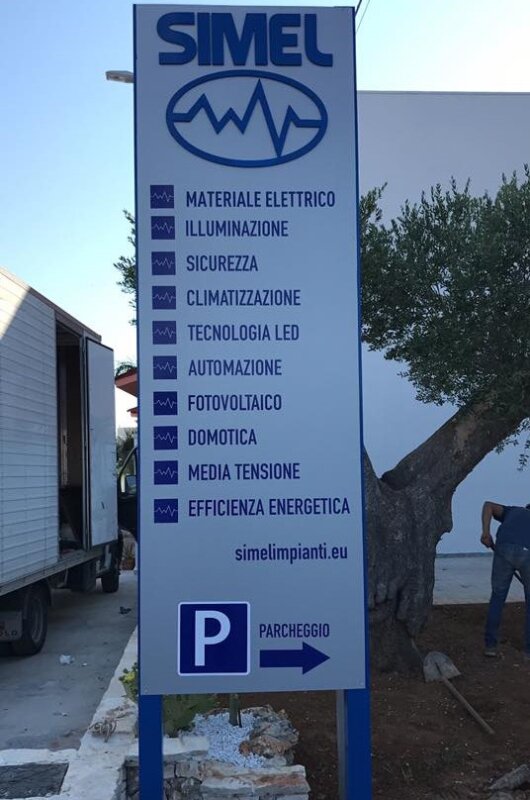 SIMEL
MATERIALE ELETTRICO
ILLUMINAZIONE
SICUREZZA
CLIMATIZZAZIONE
TECNOLOGIA LED
AUTOMAZIONE
FOTOVOLTAICO
DOMOTICA
MEDIA TENSIONE
EFFICIENZA ENERGETICA
simelimpianti.eu
P PARCHEGGIO